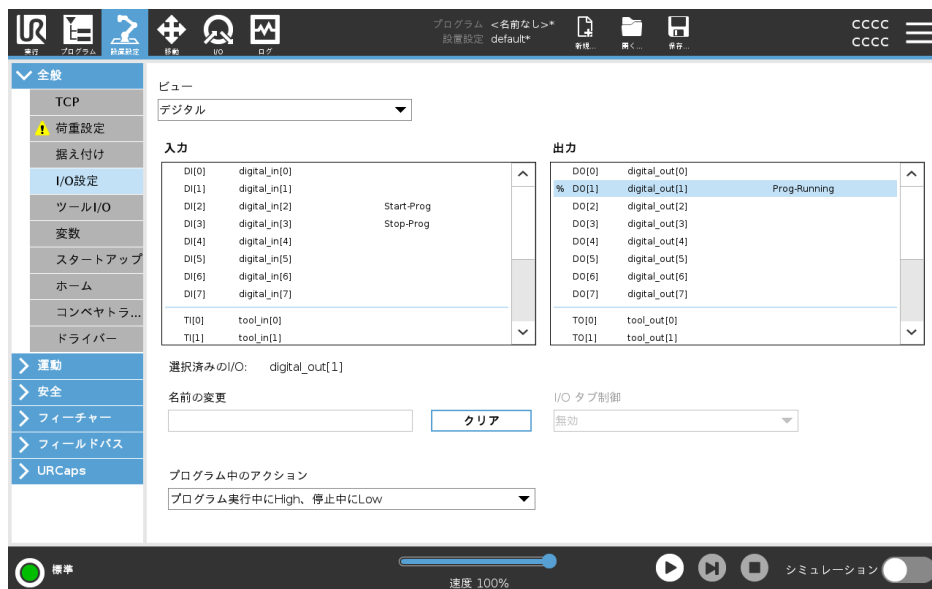 UR
実行
プログラム
設置設定
移動
I/O
ログ
プログラム <名前なし>*
設置設定 default*
新規...
開く...
保存...
CCCC
CCCC
全般
TCP
荷重設定
据え付け
I/O設定
ツールI/O
変数
スタートアップ
ホーム
コンベヤトラ...
ドライバー
運動
安全
フィーチャー
フィールドバス
URCaps
ビュー
デジタル
入力
DI[0] digital_in[0]
DI[1] digital_in[1]
DI[2] digital_in[2] Start-Prog
DI[3] digital_in[3] Stop-Prog
DI[4] digital_in[4]
DI[5] digital_in[5]
DI[6] digital_in[6]
DI[7] digital_in[7]
TI[0] tool_in[0]
TI[1] tool_in[1]
出力
DO[0] digital_out[0]
% DO[1] digital_out[1] Prog-Running
DO[2] digital_out[2]
DO[3] digital_out[3]
DO[4] digital_out[4]
DO[5] digital_out[5]
DO[6] digital_out[6]
DO[7] digital_out[7]
TO[0] tool_out[0]
TO[1] tool_out[1]
選択済みのI/O: digital_out[1]
名前の変更
クリア
I/O タブ制御
無効
プログラム中のアクション
プログラム実行中にHigh、停止中にLow
標準
速度 100%
シミュレーション